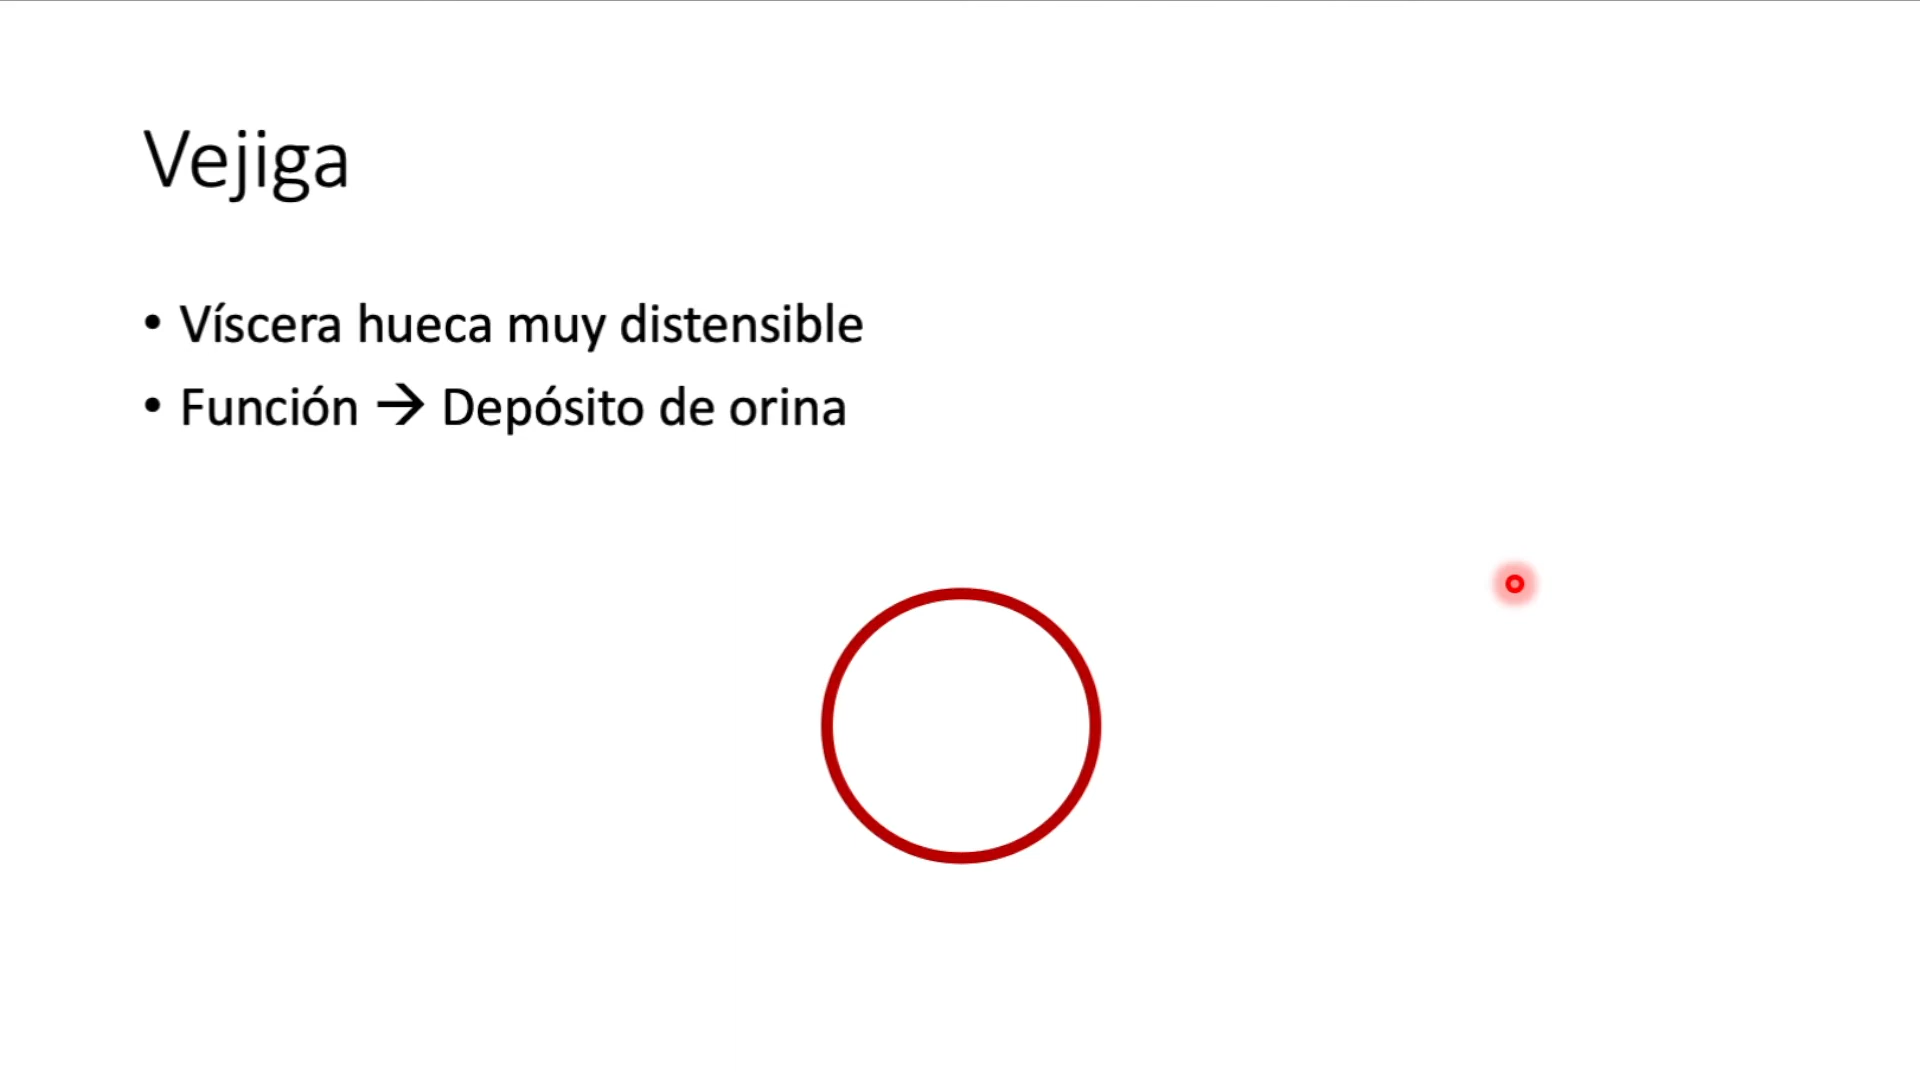 Vejiga
• Víscera hueca muy distensible
• Función → Depósito de orina